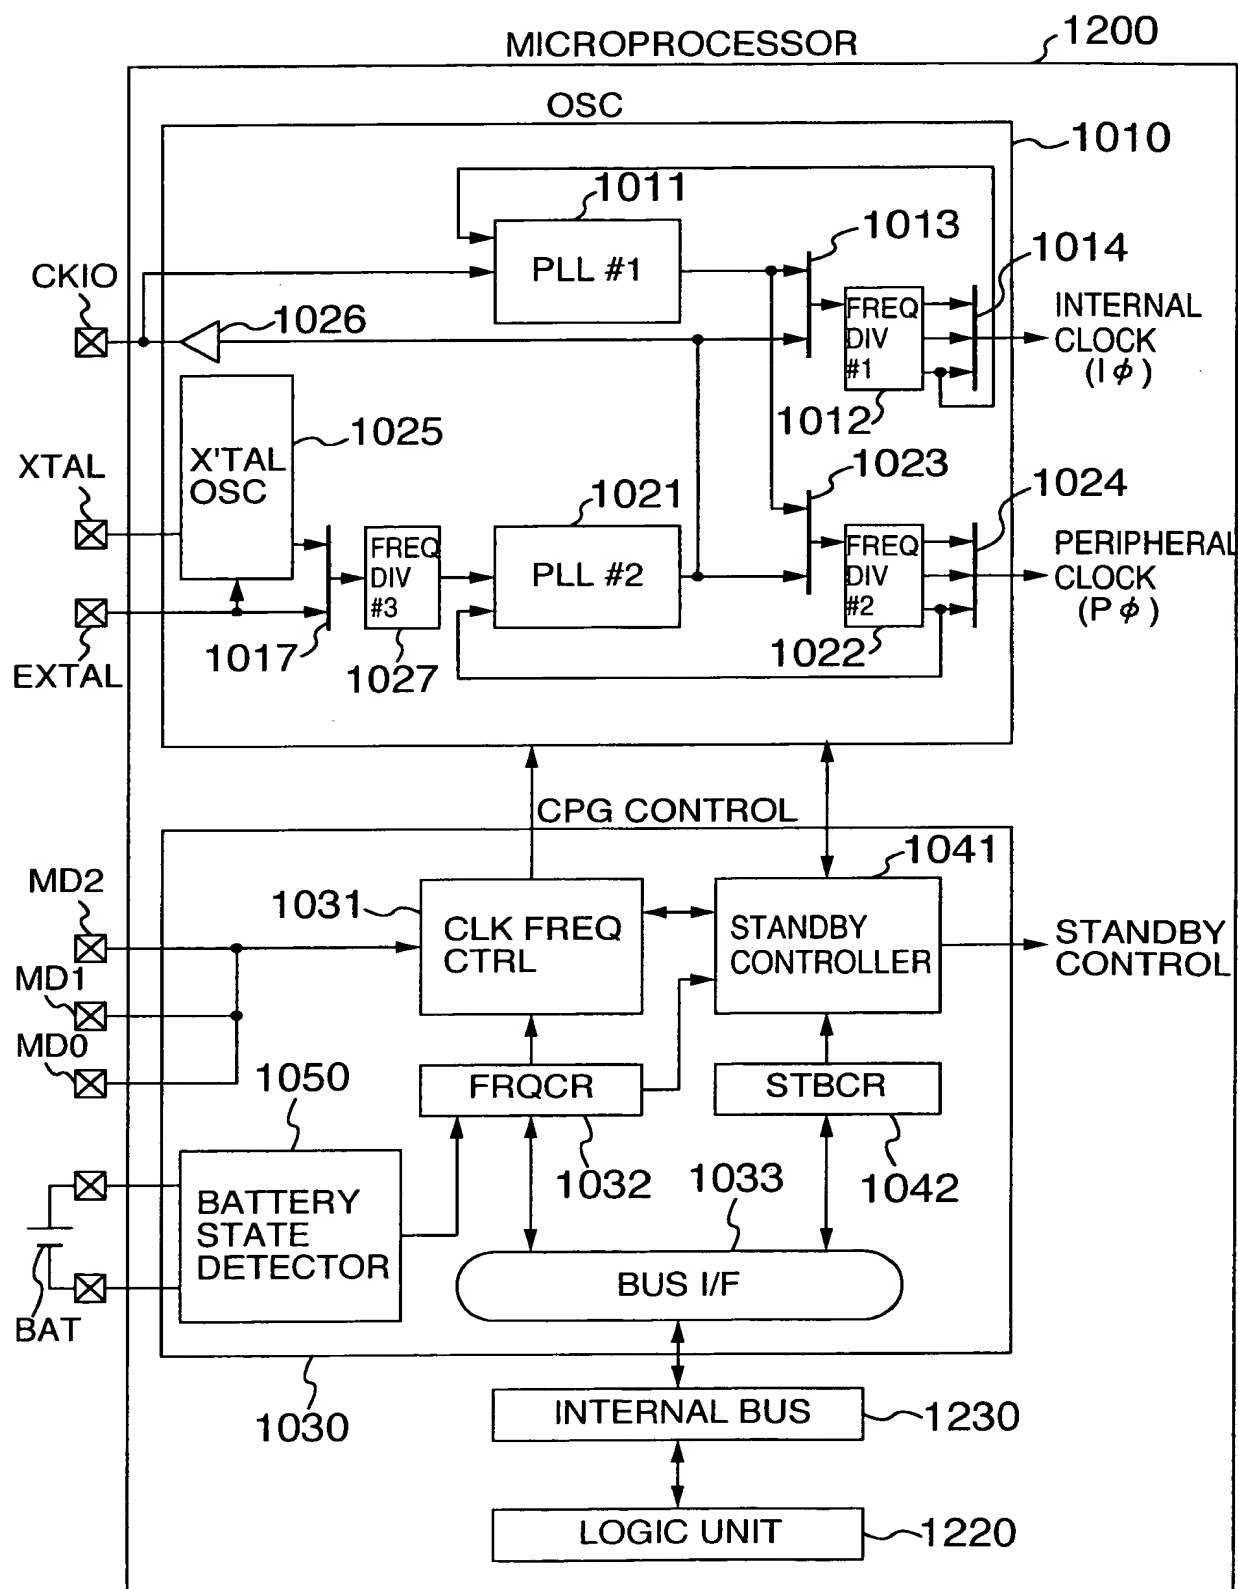 MICROPROCESSOR
1200
OSC
1010
1011
PLL #1
1013
1014
CKIO
1026
FREQ
DIV
#1
INTERNAL
CLOCK
(Iϕ)
1012
1025
X'TAL
OSC
XTAL
1021
PLL #2
1023
1024
FREQ
DIV
#3
FREQ
DIV
#2
PERIPHERAL
CLOCK
(Pϕ)
EXTAL
1017
1027
1022
CPG CONTROL
1041
MD2
1031
CLK FREQ
CTRL
STANDBY
CONTROLLER
STANDBY
CONTROL
MD1
MD0
1050
FRQCR
STBCR
1032
1033
1042
BATTERY
STATE
DETECTOR
BUS I/F
BAT
1030
INTERNAL BUS
1230
LOGIC UNIT
1220